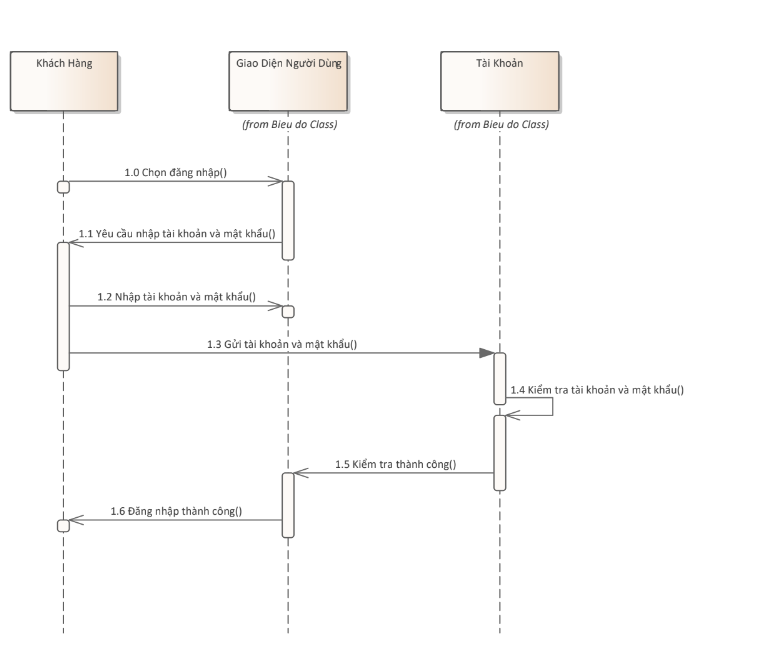 Khách Hàng
Giao Diện Người Dùng
Tài Khoản
(from Bieu do Class)
(from Bieu do Class)
1.0 Chọn đăng nhập()
1.1 Yêu cầu nhập tài khoản và mật khẩu()
1.2 Nhập tài khoản và mật khẩu()
1.3 Gửi tài khoản và mật khẩu()
1.4 Kiểm tra tài khoản và mật khẩu()
1.5 Kiểm tra thành công()
1.6 Đăng nhập thành công()